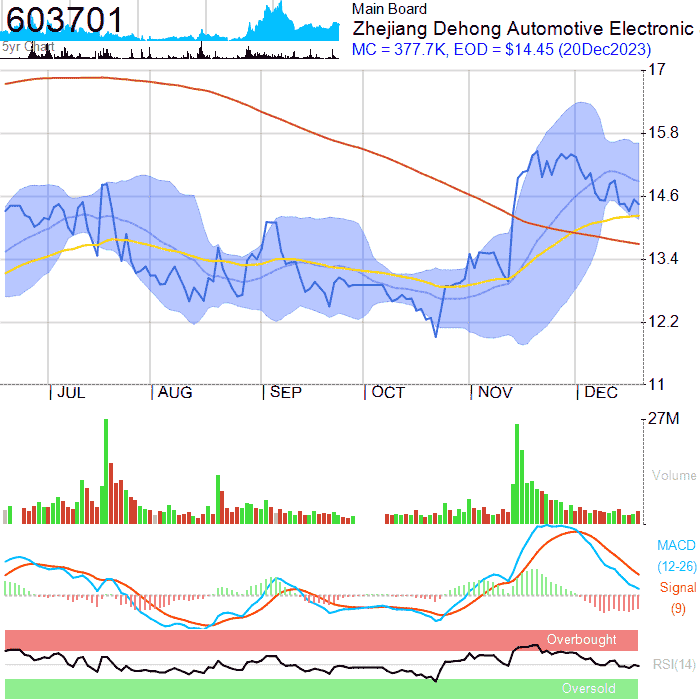 603701
5yr Chart
Main Board
Zhejiang Dehong Automotive Electronic
MC = 377.7K, EOD = $14.45 (20Dec2023)
17
15.8
14.6
13.4
12.2
11
JUL
AUG
SEP
OCT
NOV
DEC
27M
Volume
MACD
(12-26)
Signal
(9)
Overbought
RSI(14)
Oversold